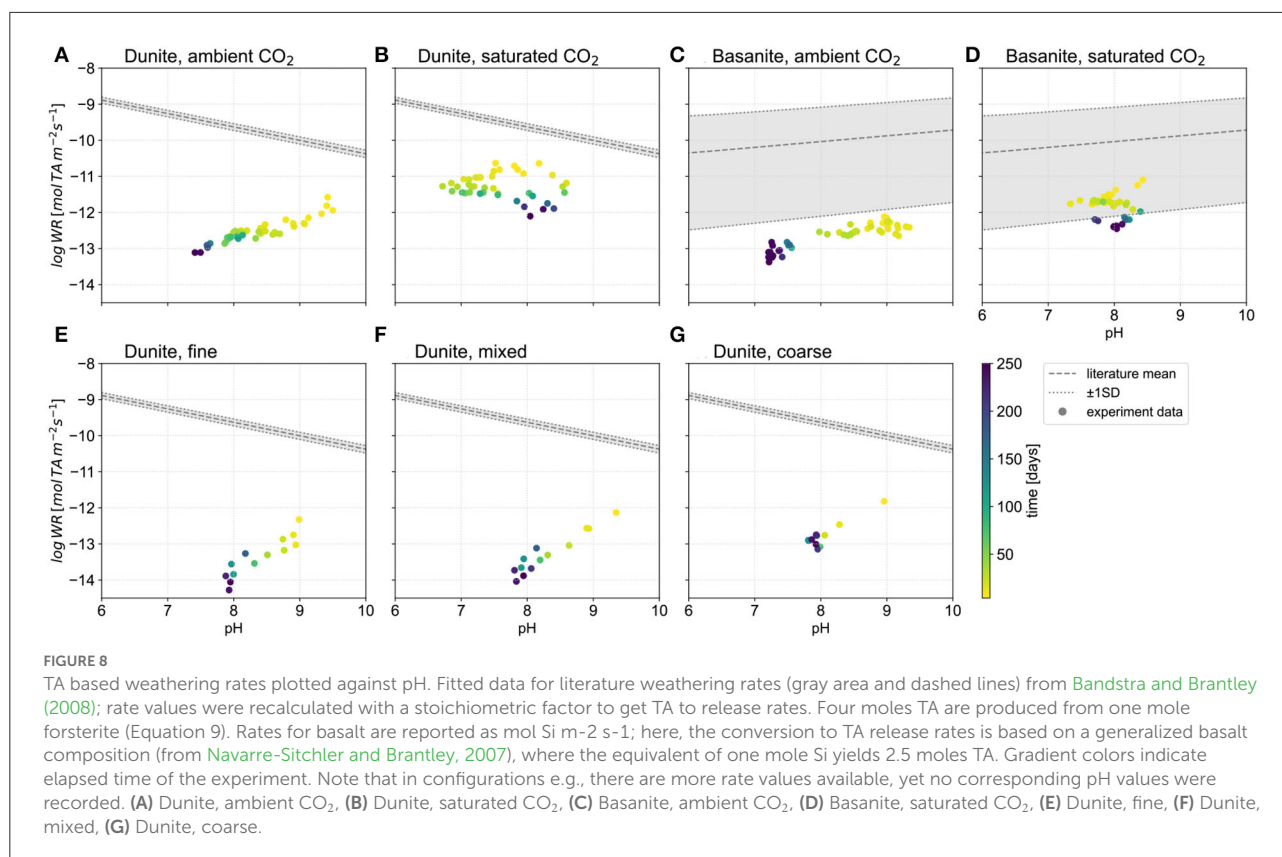 A Dunite, ambient CO₂
B Dunite, saturated CO₂
C Basanite, ambient CO₂
D Basanite, saturated CO₂
log WR [mol TA m⁻² s⁻¹]
−8
−9
−10
−11
−12
−13
−14
6 7 8 9 10
pH
E Dunite, fine
F Dunite, mixed
G Dunite, coarse
log WR [mol TA m⁻² s⁻¹]
−8
−9
−10
−11
−12
−13
−14
6 7 8 9 10
pH
6 7 8 9 10
pH
6 7 8 9 10
pH
250
200
150
100
50
time [days]
literature mean
±1SD
experiment data
FIGURE 8
TA based weathering rates plotted against pH. Fitted data for literature weathering rates (gray area and dashed lines) from Bandstra and Brantley
(2008); rate values were recalculated with a stoichiometric factor to get TA to release rates. Four moles TA are produced from one mole
forsterite (Equation 9). Rates for basalt are reported as mol Si m-2 s-1; here, the conversion to TA release rates is based on a generalized basalt
composition (from Navarre-Sitchler and Brantley, 2007), where the equivalent of one mole Si yields 2.5 moles TA. Gradient colors indicate
elapsed time of the experiment. Note that in configurations e.g., there are more rate values available, yet no corresponding pH values were
recorded. (A) Dunite, ambient CO₂, (B) Dunite, saturated CO₂, (C) Basanite, ambient CO₂, (D) Basanite, saturated CO₂, (E) Dunite, fine, (F) Dunite,
mixed, (G) Dunite, coarse.